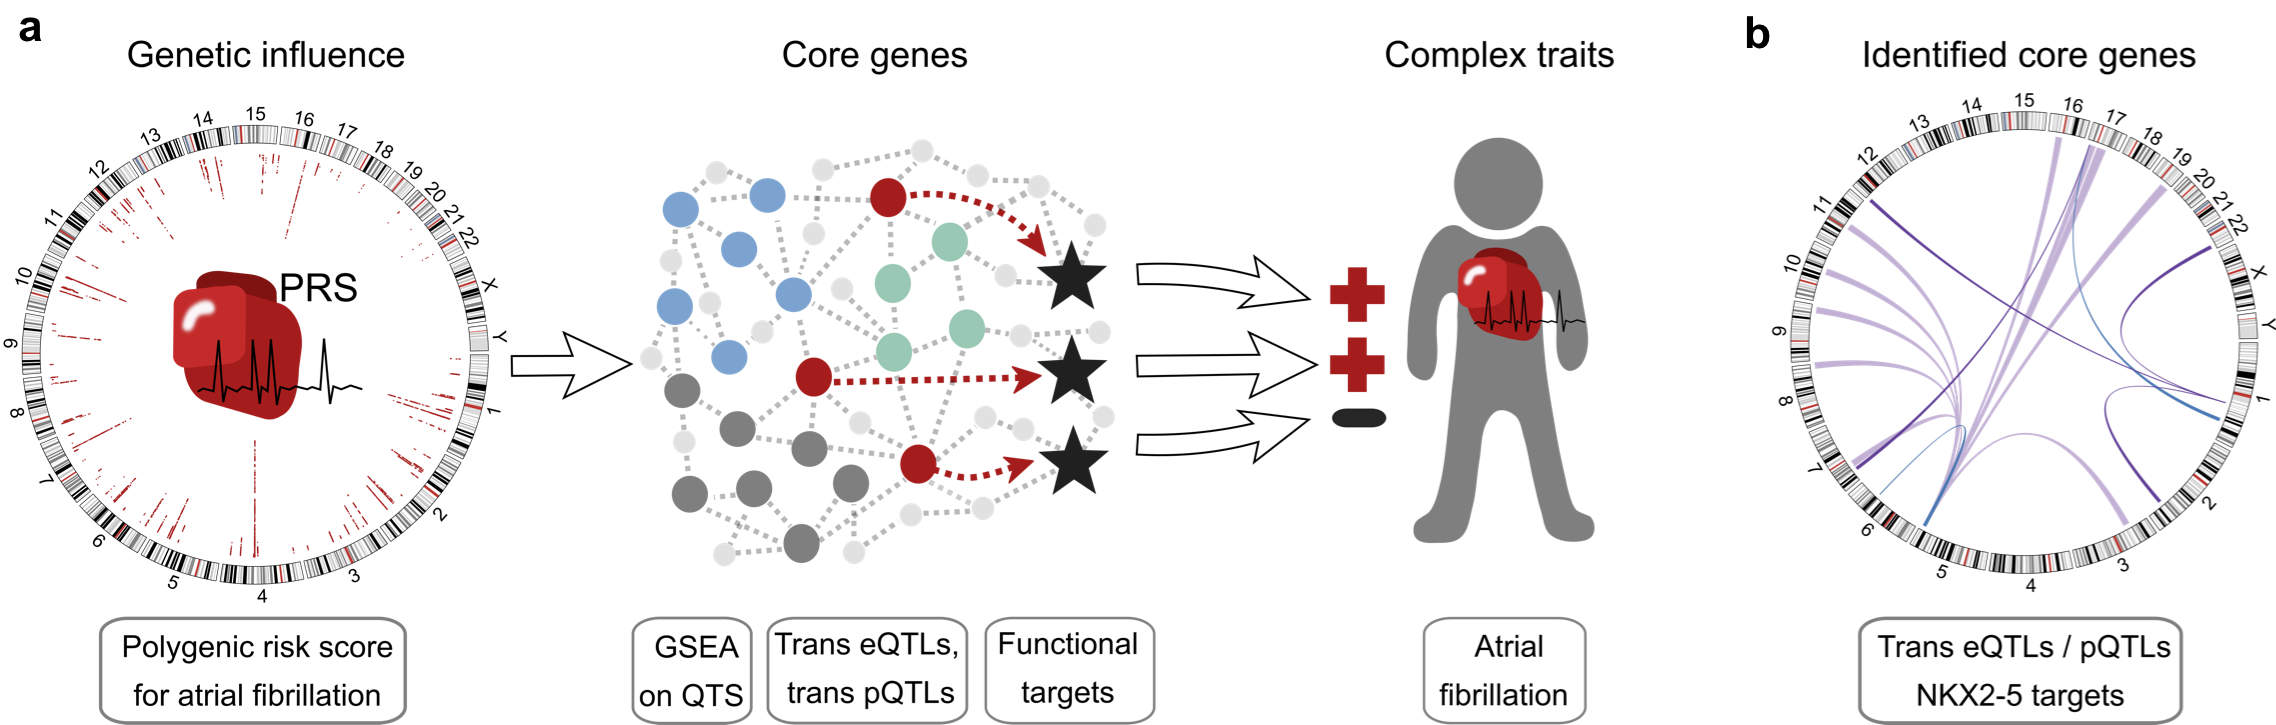 a
Genetic influence
Core genes
Complex traits
b
Identified core genes
15
16
17
18
19
20
21
22
X
Y
1
2
3
4
5
6
7
8
9
10
11
12
13
14
PRS
15
16
17
18
19
20
21
22
X
Y
1
2
3
4
5
6
7
8
9
10
11
12
13
14
Polygenic risk score
for atrial fibrillation
GSEA
on QTS
Trans eQTLs,
trans pQTLs
Functional
targets
Atrial
fibrillation
Trans eQTLs / pQTLs
NKX2-5 targets